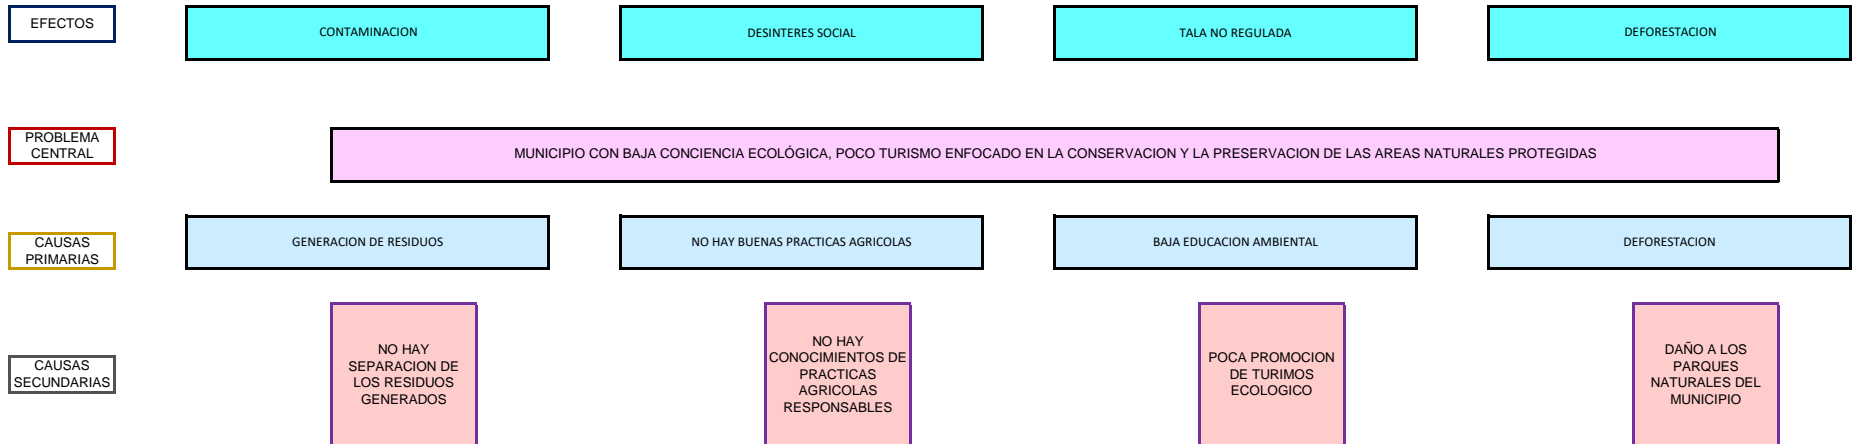 EFECTOS
CONTAMINACION
DESINTERES SOCIAL
TALA NO REGULADA
DEFORESTACION
PROBLEMA
CENTRAL
MUNICIPIO CON BAJA CONCIENCIA ECOLÓGICA, POCO TURISMO ENFOCADO EN LA CONSERVACION Y LA PRESERVACION DE LAS AREAS NATURALES PROTEGIDAS
CAUSAS
PRIMARIAS
GENERACION DE RESIDUOS
NO HAY BUENAS PRACTICAS AGRICOLAS
BAJA EDUCACION AMBIENTAL
DEFORESTACION
CAUSAS
SECUNDARIAS
NO HAY
SEPARACION DE
LOS RESIDUOS
GENERADOS
NO HAY
CONOCIMIENTOS DE
PRACTICAS
AGRICOLAS
RESPONSABLES
POCA PROMOCION
DE TURIMOS
ECOLOGICO
DAÑO A LOS
PARQUES
NATURALES DEL
MUNICIPIO